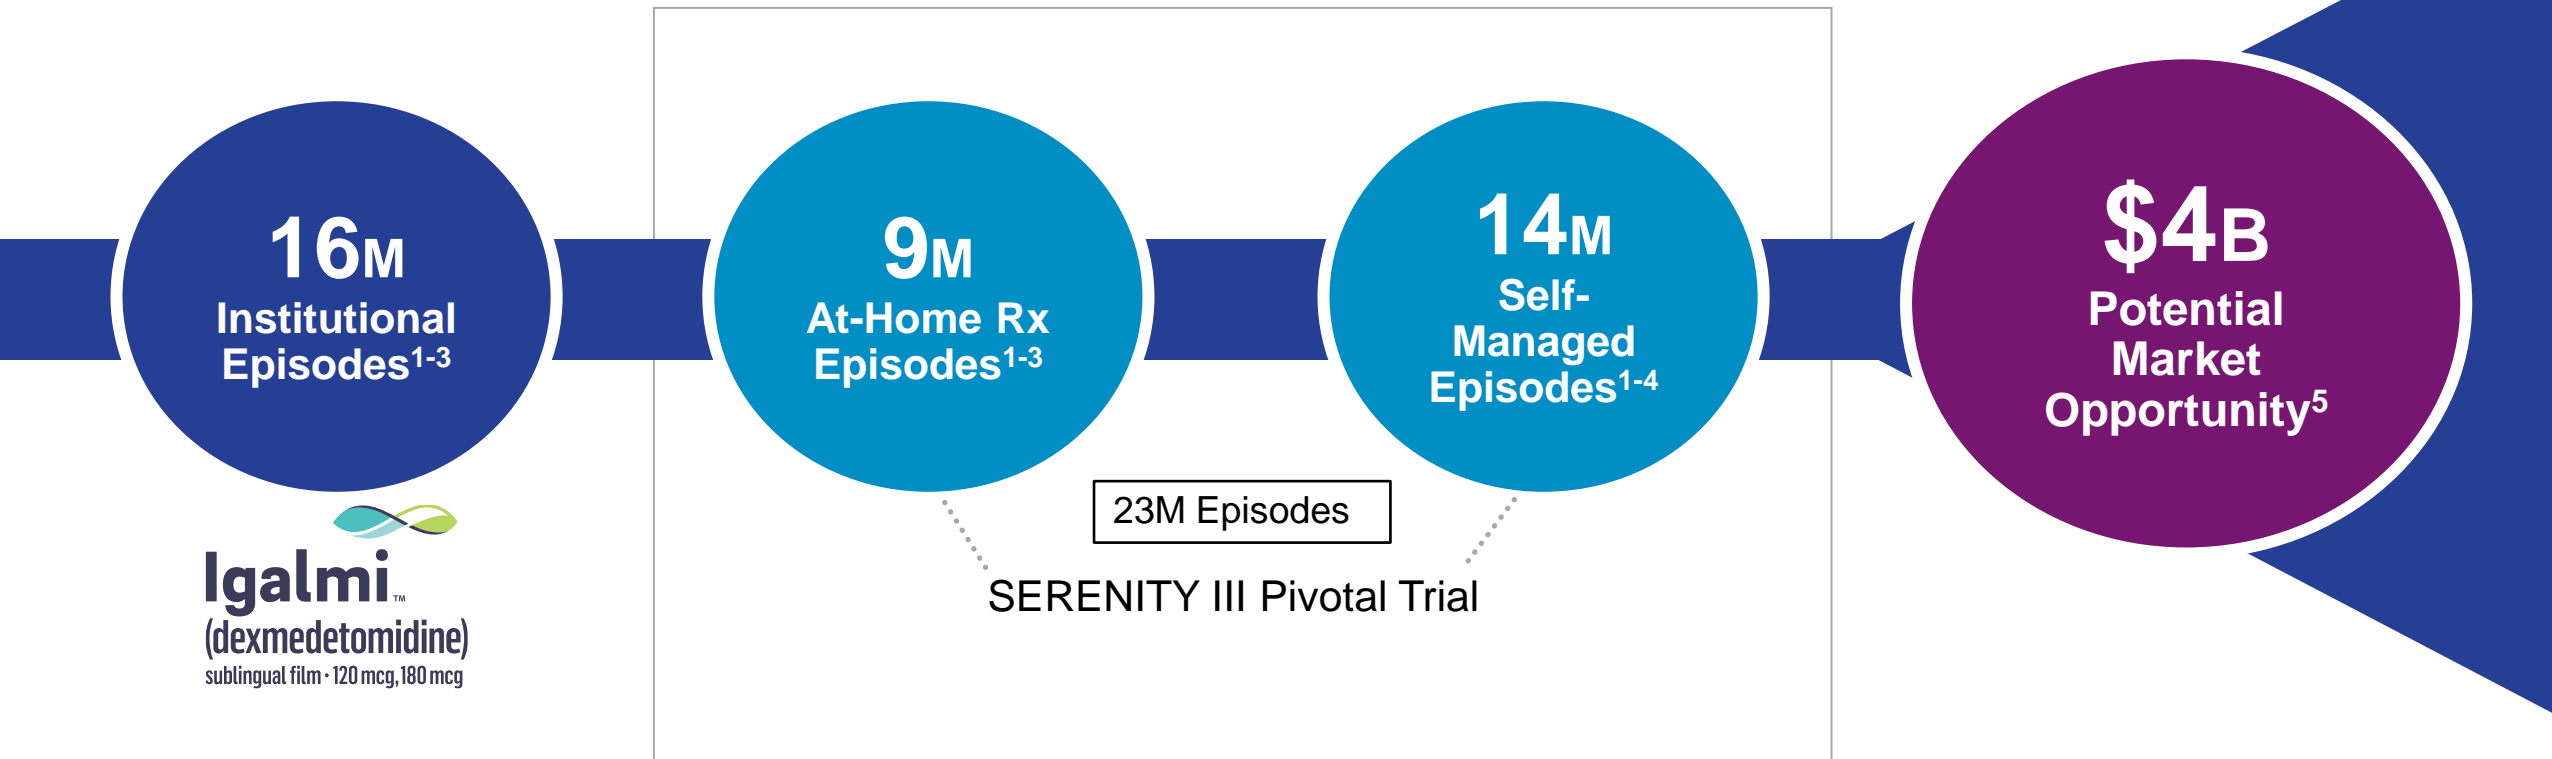 16M
Institutional
Episodes1-3
9M
At-Home Rx
Episodes1-3
14M
Self-
Managed
Episodes1-4
$4B
Potential
Market
Opportunity5
23M Episodes
SERENITY III Pivotal Trial
Igalmi™
(dexmedetomidine)
sublingual film · 120 mcg, 180 mcg